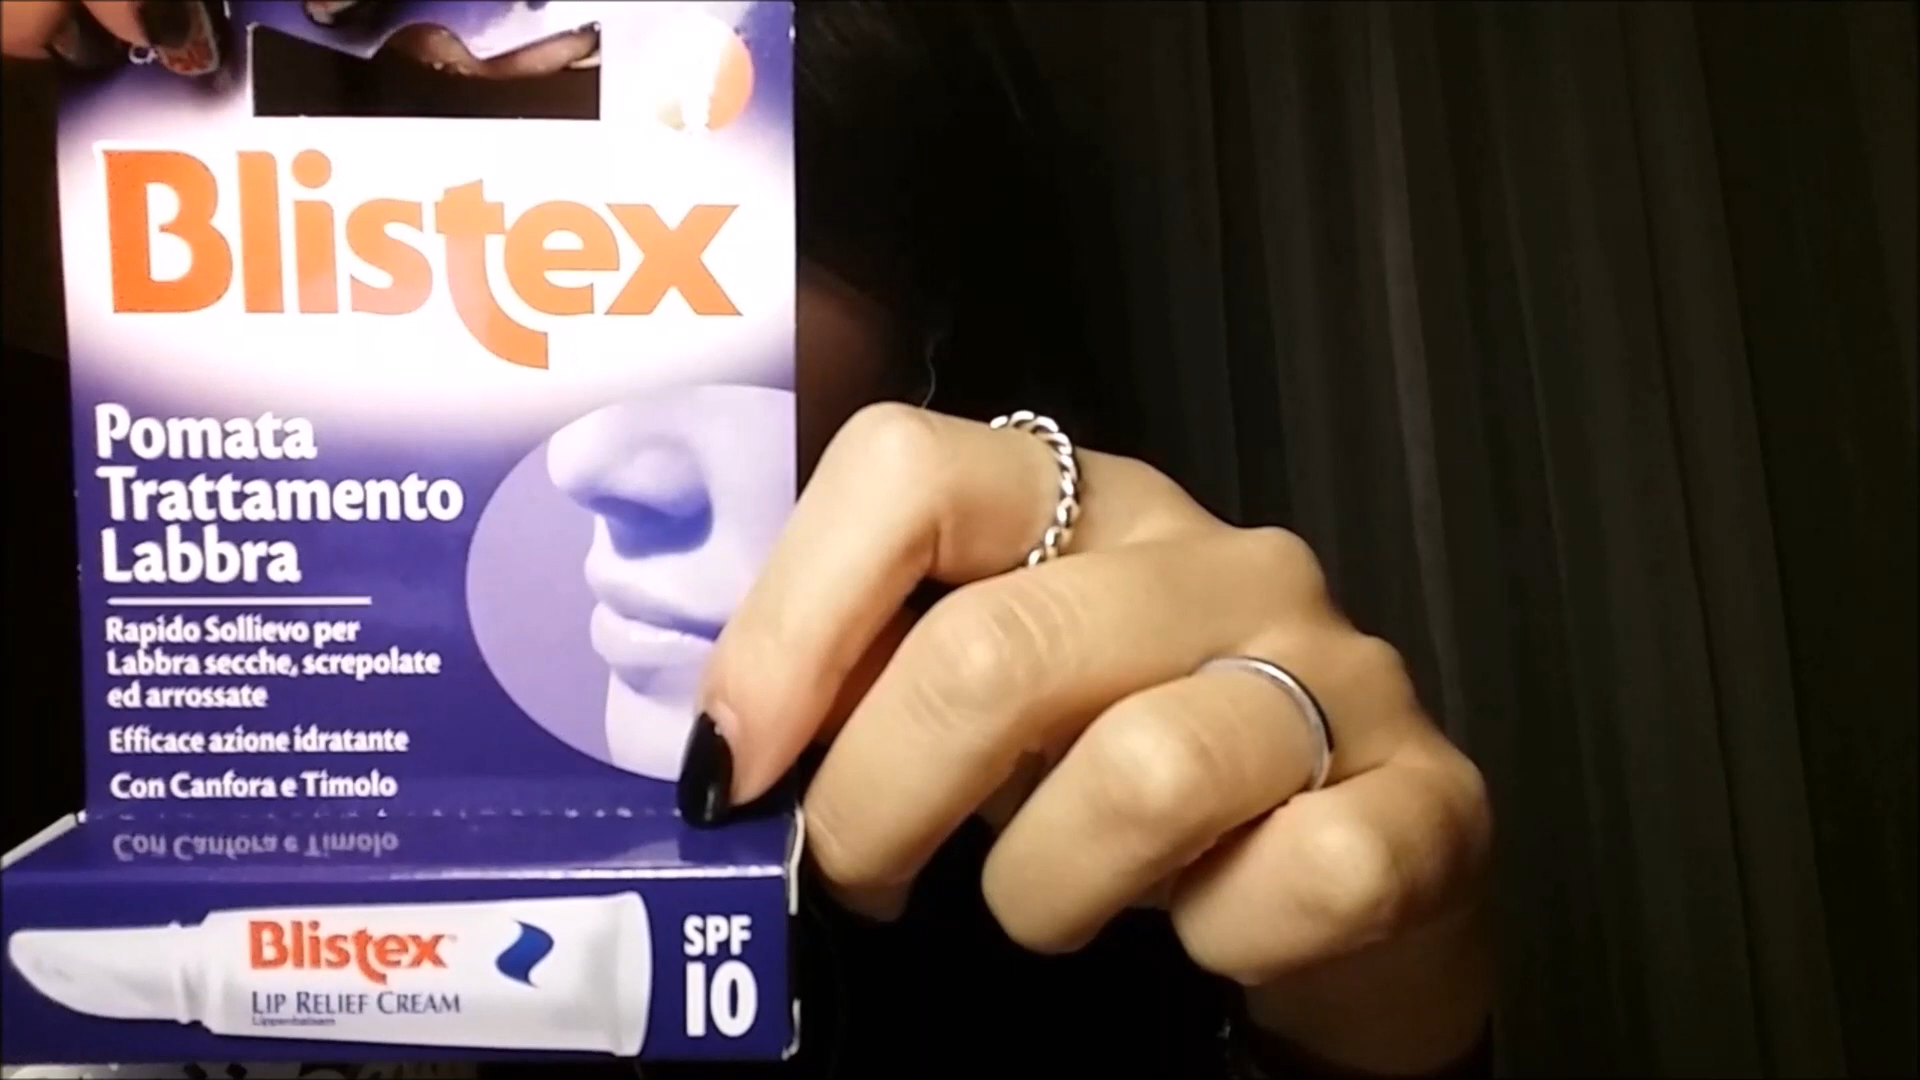 Blistex
Pomata
Trattamento
Labbra
Rapido Sollievo per
Labbra secche, screpolate
ed arrossate
Efficace azione idratante
Con Canfora e Timolo
Con Canfora e Timolo
Blistex
LIP RELIEF CREAM
Lippenbalsam
SPF
10